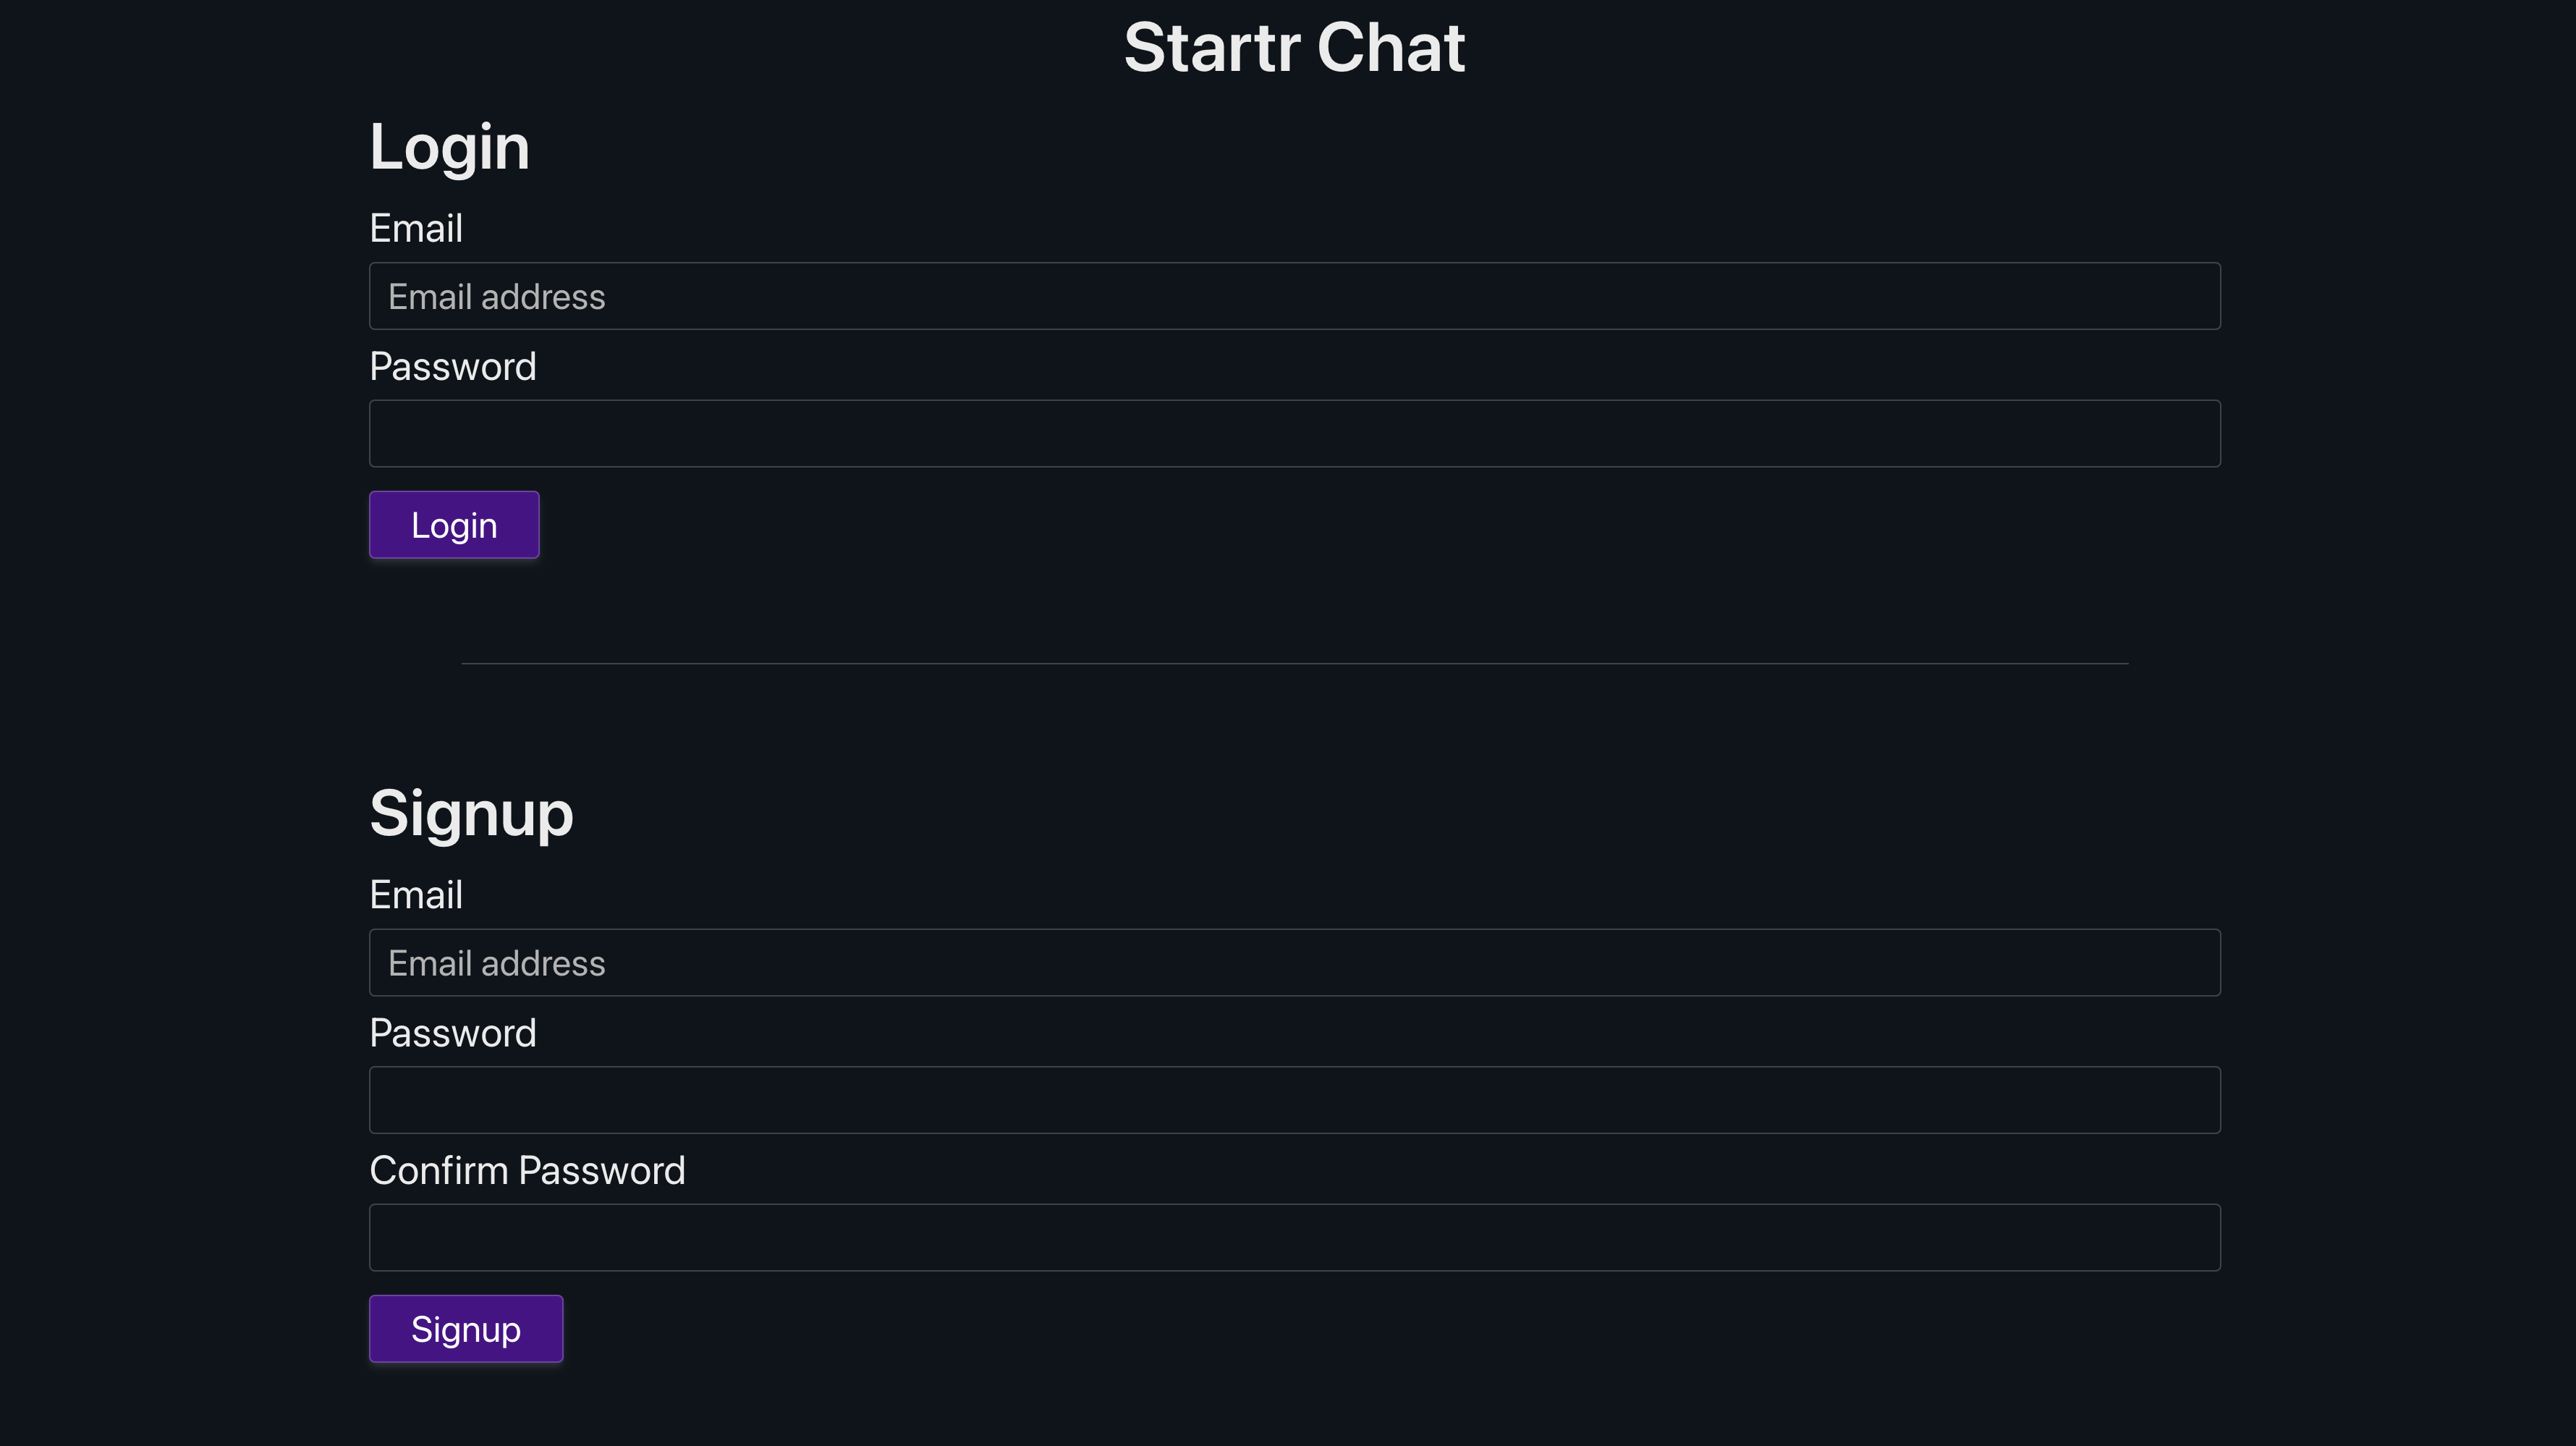 Startr Chat
Login
Email
Email address
Password
Login
Signup
Email
Email address
Password
Confirm Password
Signup